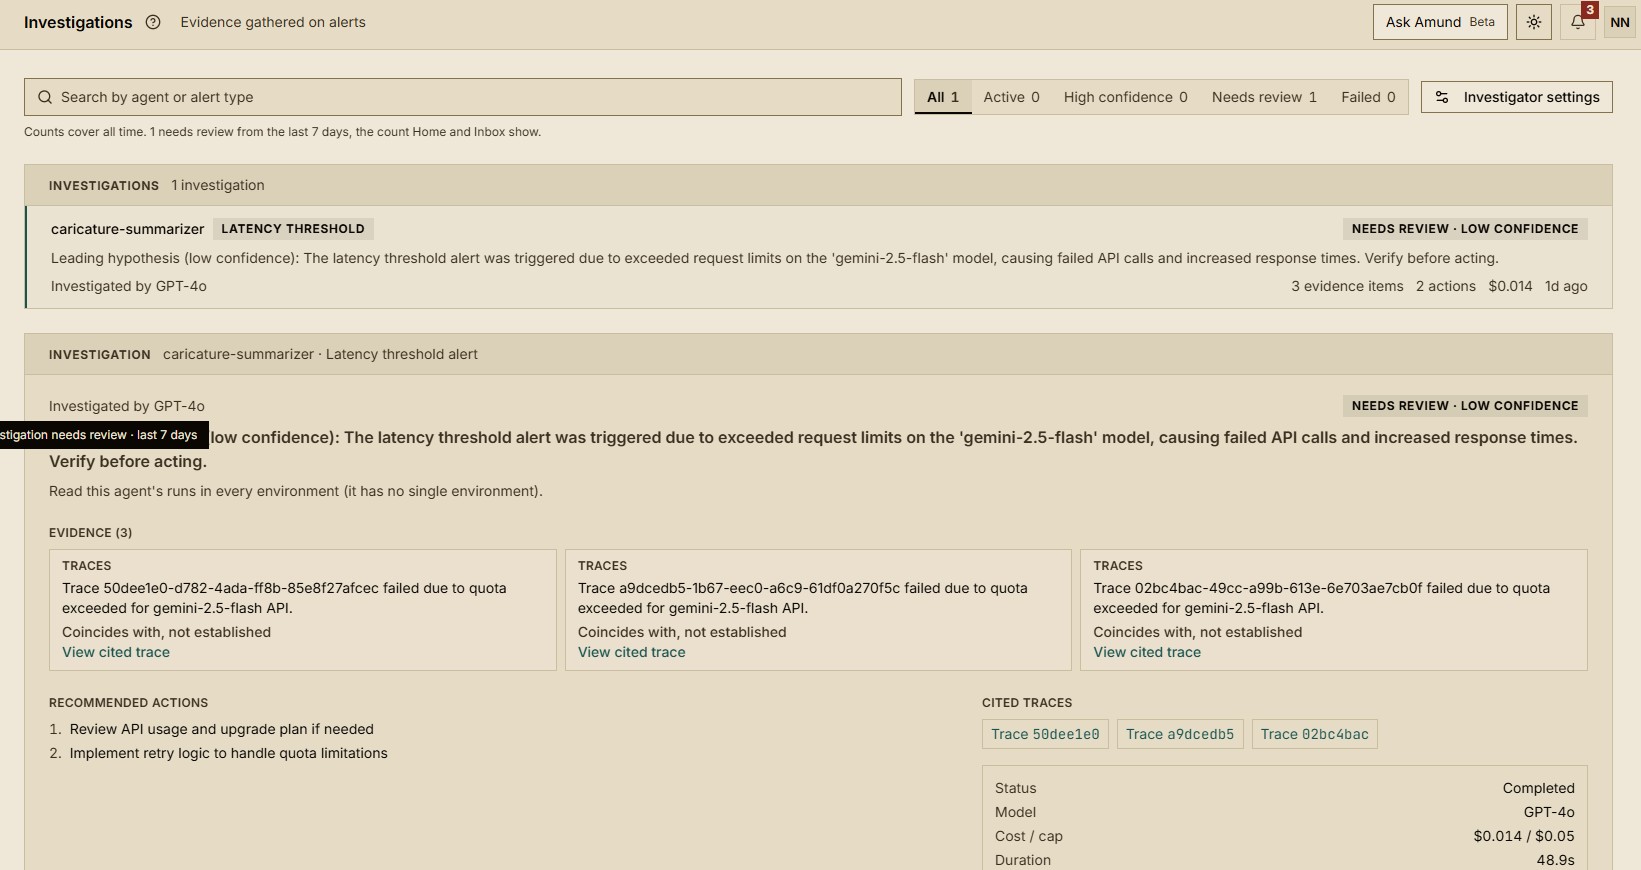 Investigations Evidence gathered on alerts
Ask Amund Beta
3
NN
Search by agent or alert type
All 1 Active 0 High confidence 0 Needs review 1 Failed 0
Investigator settings
Counts cover all time. 1 needs review from the last 7 days, the count Home and Inbox show.
INVESTIGATIONS 1 investigation
caricature-summarizer LATENCY THRESHOLD
NEEDS REVIEW · LOW CONFIDENCE
Leading hypothesis (low confidence): The latency threshold alert was triggered due to exceeded request limits on the 'gemini-2.5-flash' model, causing failed API calls and increased response times. Verify before acting.
Investigated by GPT-4o
3 evidence items 2 actions $0.014 1d ago
INVESTIGATION caricature-summarizer · Latency threshold alert
Investigated by GPT-4o
NEEDS REVIEW · LOW CONFIDENCE
stigation needs review · last 7 days
low confidence): The latency threshold alert was triggered due to exceeded request limits on the 'gemini-2.5-flash' model, causing failed API calls and increased response times.
Verify before acting.
Read this agent's runs in every environment (it has no single environment).
EVIDENCE (3)
TRACES
Trace 50dee1e0-d782-4ada-ff8b-85e8f27afcec failed due to quota
exceeded for gemini-2.5-flash API.
Coincides with, not established
View cited trace
TRACES
Trace a9dcedb5-1b67-eec0-a6c9-61df0a270f5c failed due to quota
exceeded for gemini-2.5-flash API.
Coincides with, not established
View cited trace
TRACES
Trace 02bc4bac-49cc-a99b-613e-6e703ae7cb0f failed due to quota
exceeded for gemini-2.5-flash API.
Coincides with, not established
View cited trace
RECOMMENDED ACTIONS
1. Review API usage and upgrade plan if needed
2. Implement retry logic to handle quota limitations
CITED TRACES
Trace 50dee1e0 Trace a9dcedb5 Trace 02bc4bac
Status Completed
Model GPT-4o
Cost / cap $0.014 / $0.05
Duration 48.9s